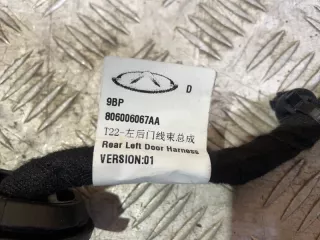 D
9BP
806006067AA
T22-左后门线束总成
Rear Left Door Harness
VERSION:01